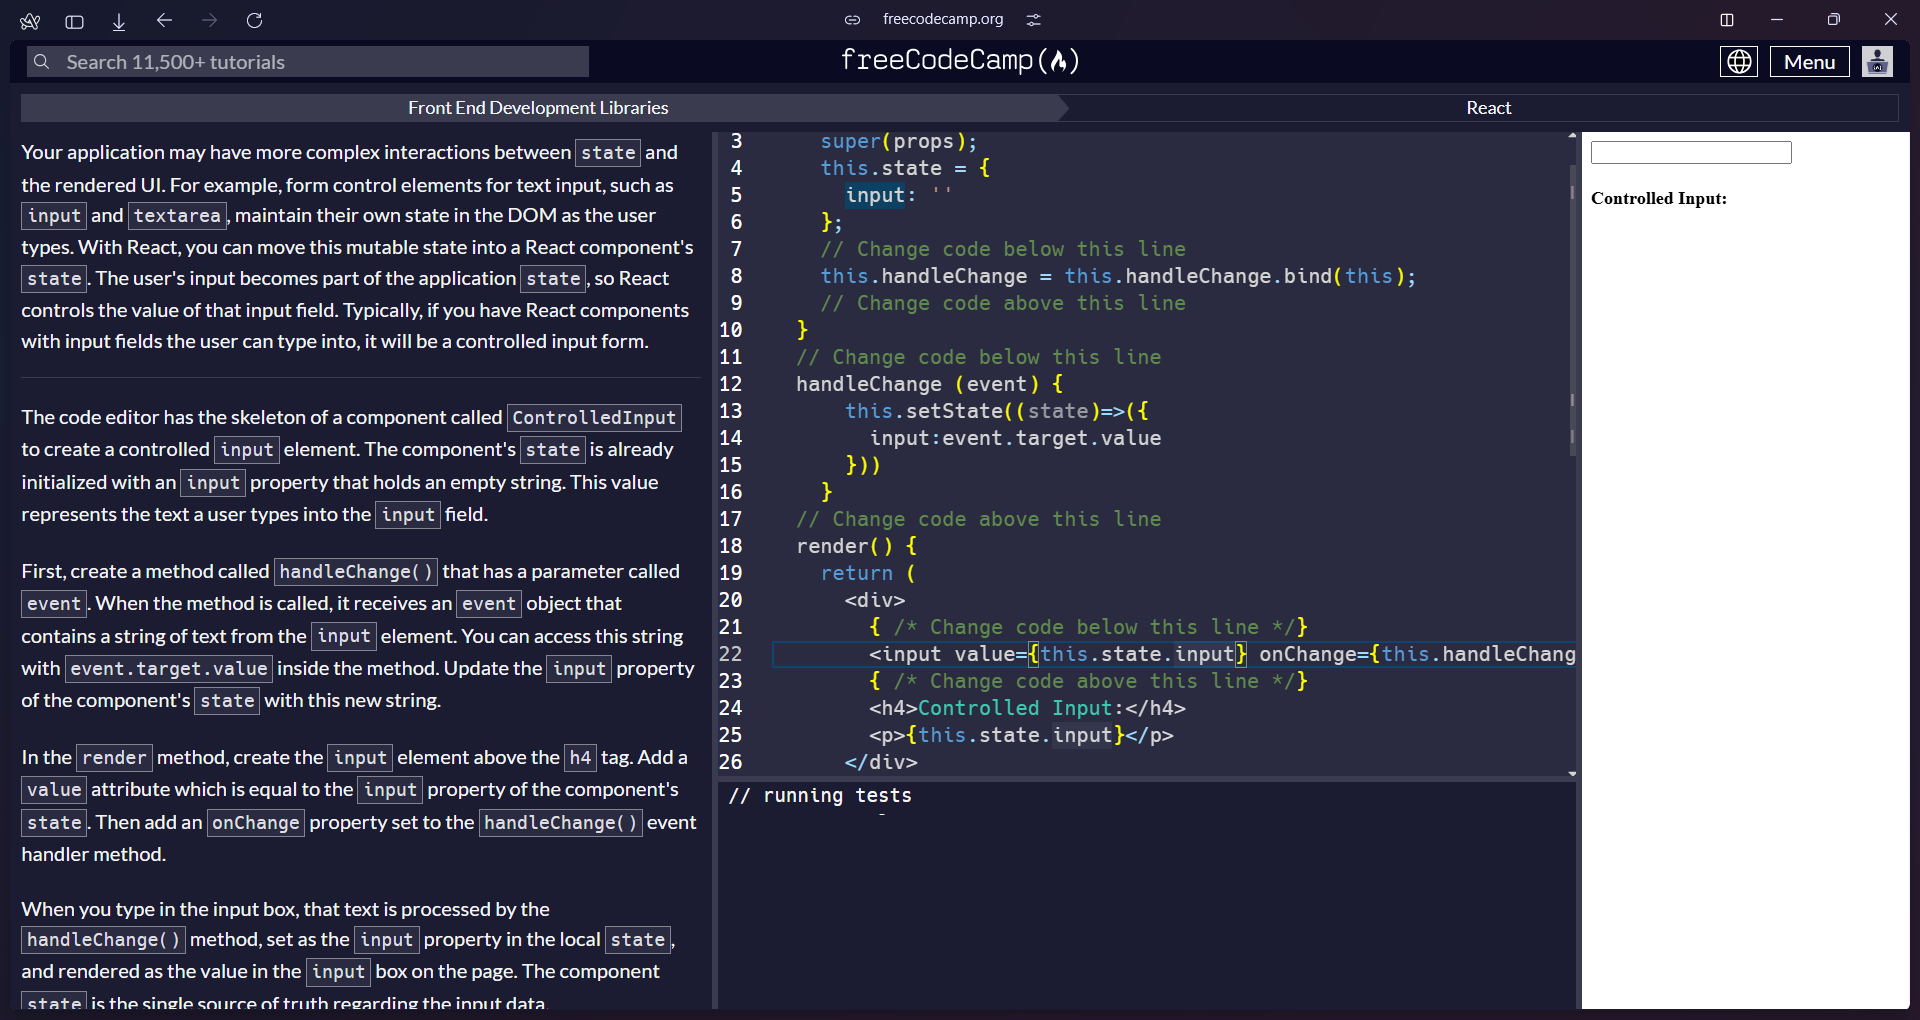 freecodecamp.org
Search 11,500+ tutorials
freeCodeCamp(🔥)
Menu
Front End Development Libraries
React
Your application may have more complex interactions between state and
the rendered UI. For example, form control elements for text input, such as
input and textarea, maintain their own state in the DOM as the user
types. With React, you can move this mutable state into a React component's
state. The user's input becomes part of the application state, so React
controls the value of that input field. Typically, if you have React components
with input fields the user can type into, it will be a controlled input form.
The code editor has the skeleton of a component called ControlledInput
to create a controlled input element. The component's state is already
initialized with an input property that holds an empty string. This value
represents the text a user types into the input field.
First, create a method called handleChange() that has a parameter called
event. When the method is called, it receives an event object that
contains a string of text from the input element. You can access this string
with event.target.value inside the method. Update the input property
of the component's state with this new string.
In the render method, create the input element above the h4 tag. Add a
value attribute which is equal to the input property of the component's
state. Then add an onChange property set to the handleChange() event
handler method.
When you type in the input box, that text is processed by the
handleChange() method, set as the input property in the local state,
and rendered as the value in the input box on the page. The component
state is the single source of truth regarding the input data.
3 super(props);
4 this.state = {
5 input: ''
6 };
7 // Change code below this line
8 this.handleChange = this.handleChange.bind(this);
9 // Change code above this line
10 }
11 // Change code below this line
12 handleChange (event) {
13 this.setState((state)=>({
14 input:event.target.value
15 }))
16 }
17 // Change code above this line
18 render() {
19 return (
20 <div>
21 { /* Change code below this line */}
22 <input value={this.state.input} onChange={this.handleChang
23 { /* Change code above this line */}
24 <h4>Controlled Input:</h4>
25 <p>{this.state.input}</p>
26 </div>
// running tests
Controlled Input: